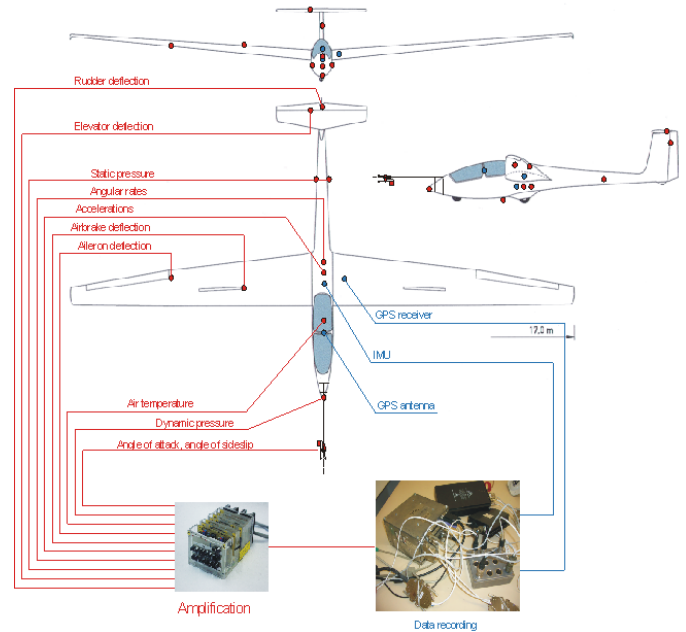 Rudder deflection
Elevator deflection
Static pressure
Angular rates
Accelerations
Airbrake deflection
Aileron deflection
GPS receiver
17,0 m
IMU
Air temperature
GPS antenna
Dynamic pressure
Angle of attack, angle of sideslip
Amplification
Data recording